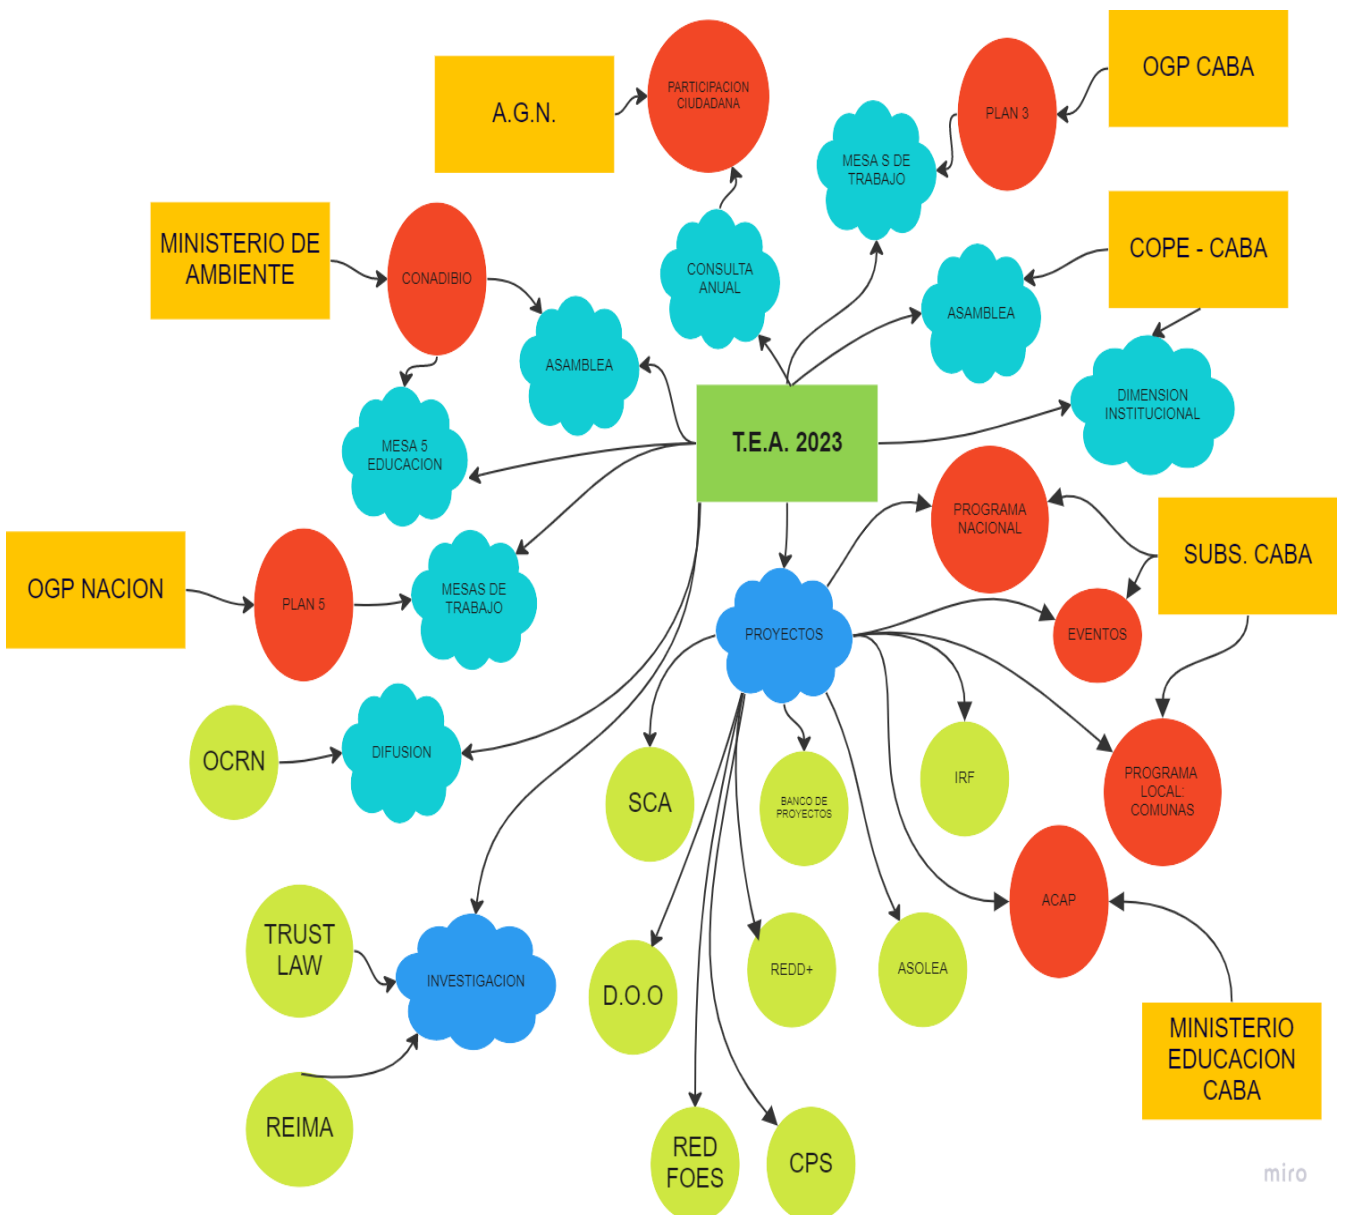 A.G.N.
PARTICIPACION
CIUDADANA
OGP CABA
PLAN 3
MESA S DE
TRABAJO
MINISTERIO DE
AMBIENTE
CONADIBIO
CONSULTA
ANUAL
COPE - CABA
ASAMBLEA
ASAMBLEA
DIMENSION
INSTITUCIONAL
MESA 5
EDUCACION
T.E.A. 2023
PROGRAMA
NACIONAL
SUBS. CABA
OGP NACION
PLAN 5
MESAS DE
TRABAJO
PROYECTOS
EVENTOS
OCRN
DIFUSION
SCA
BANCO DE
PROYECTOS
IRF
PROGRAMA
LOCAL:
COMUNAS
ACAP
TRUST
LAW
INVESTIGACION
D.O.O
REDD+
ASOLEA
MINISTERIO
EDUCACION
CABA
REIMA
RED
FOES
CPS
miro